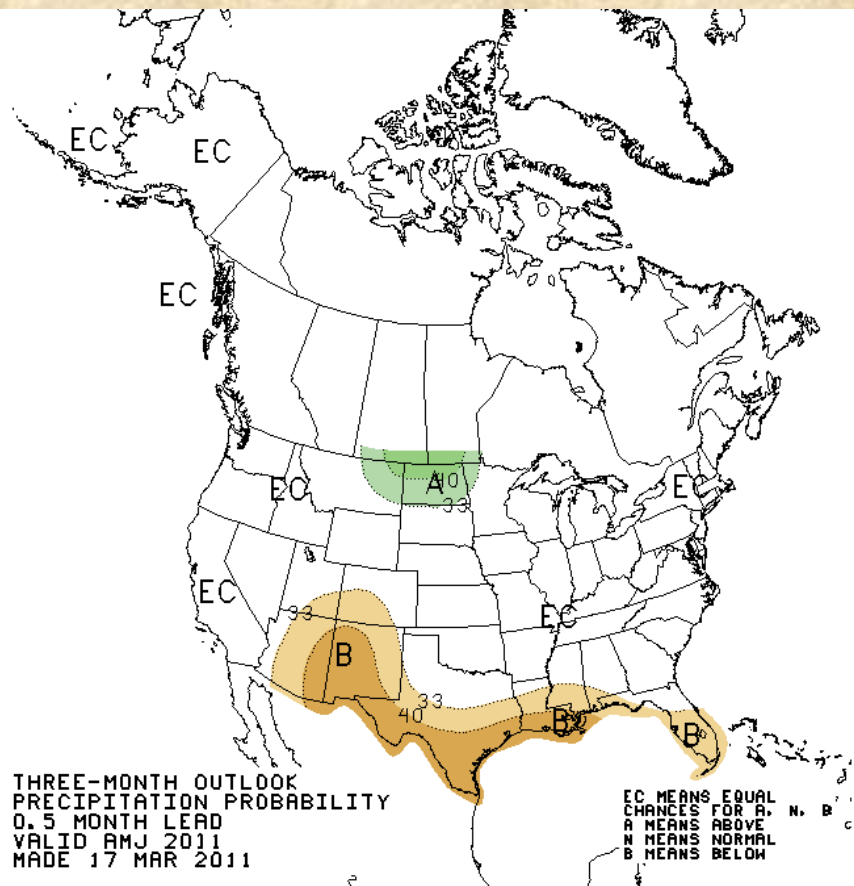 EC
EC
EC
A
40
33
EC
EC
EC
EC
33
B
33
40
B
B
THREE-MONTH OUTLOOK
PRECIPITATION PROBABILITY
0.5 MONTH LEAD
VALID AMJ 2011
MADE 17 MAR 2011
EC MEANS EQUAL
CHANCES FOR A, N, B
A MEANS ABOVE
N MEANS NORMAL
B MEANS BELOW